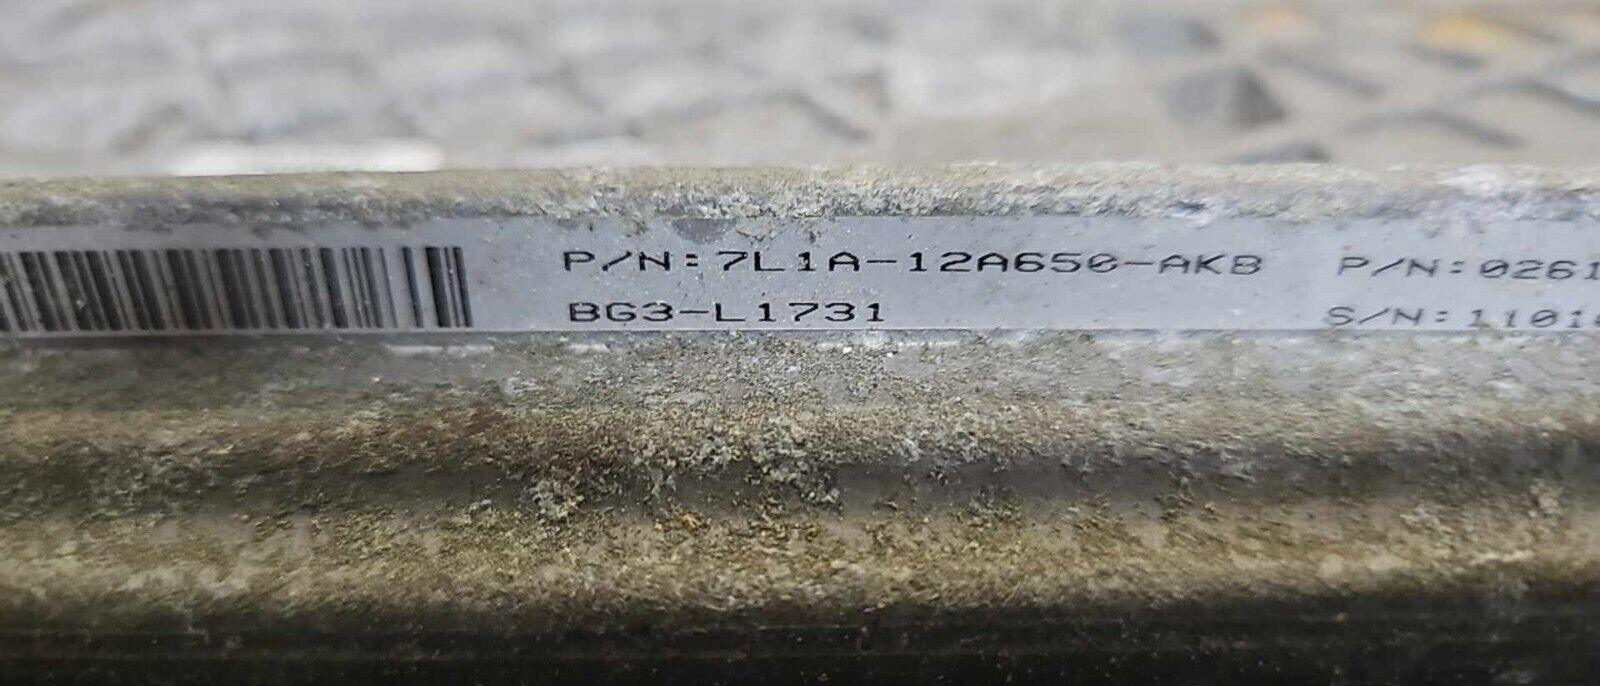 P/N:7L1A-12A650-AKB P/N:0261
BG3-L1731 S/N:1101